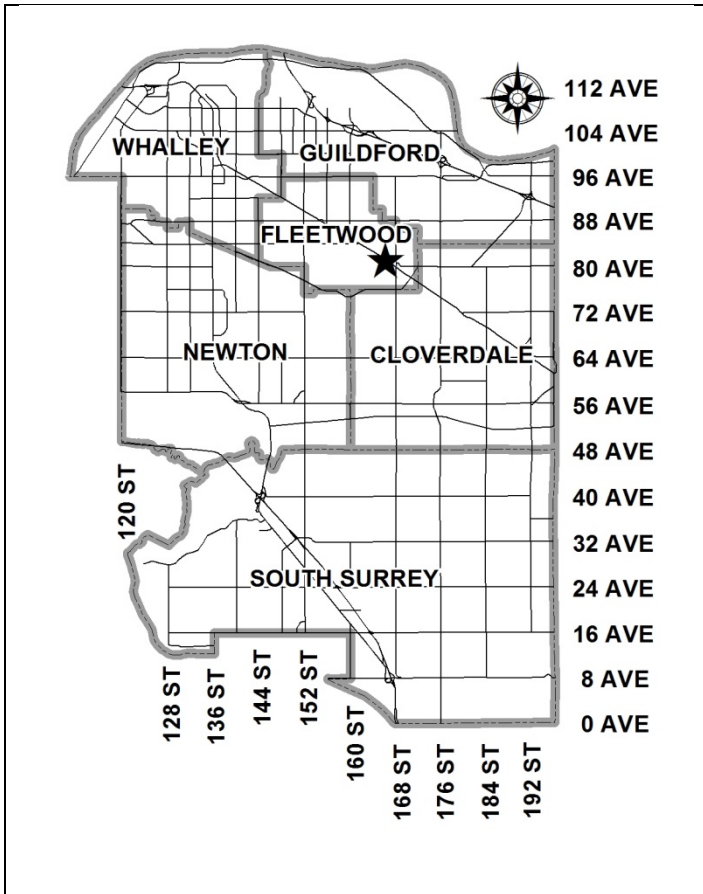 112 AVE
104 AVE
WHALLEY
GUILDFORD
96 AVE
88 AVE
FLEETWOOD
80 AVE
72 AVE
NEWTON
CLOVERDALE
64 AVE
56 AVE
48 AVE
120 ST
40 AVE
32 AVE
SOUTH SURREY
24 AVE
16 AVE
128 ST
136 ST
144 ST
152 ST
8 AVE
160 ST
0 AVE
168 ST
176 ST
184 ST
192 ST